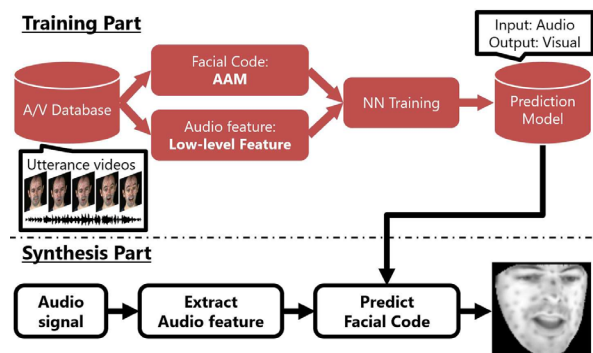 Training Part
Input: Audio
Output: Visual
A/V Database
Facial Code:
AAM
Audio feature:
Low-level Feature
NN Training
Prediction
Model
Utterance videos
Synthesis Part
Audio
signal
Extract
Audio feature
Predict
Facial Code